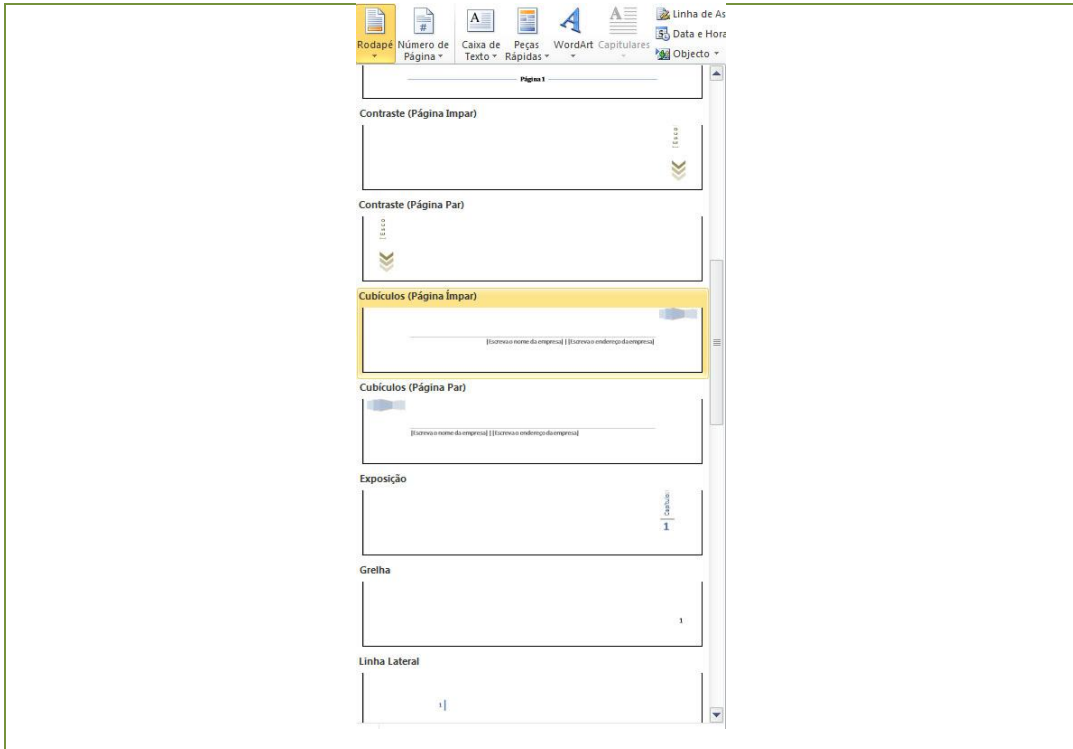 Rodapé Número de Página
Caixa de Texto Peças Rápidas WordArt Capitulares
Linha de As
Data e Hora
Objecto
Página 1
Contraste (Página Impar)
[Esco
Contraste (Página Par)
[Esco
Cubículos (Página Ímpar)
[Escreva o nome da empresa] | [Escreva o endereço da empresa]
Cubículos (Página Par)
[Escreva o nome da empresa] | [Escreva o endereço da empresa]
Exposição
Capítulo:
1
Grelha
1
Linha Lateral
1